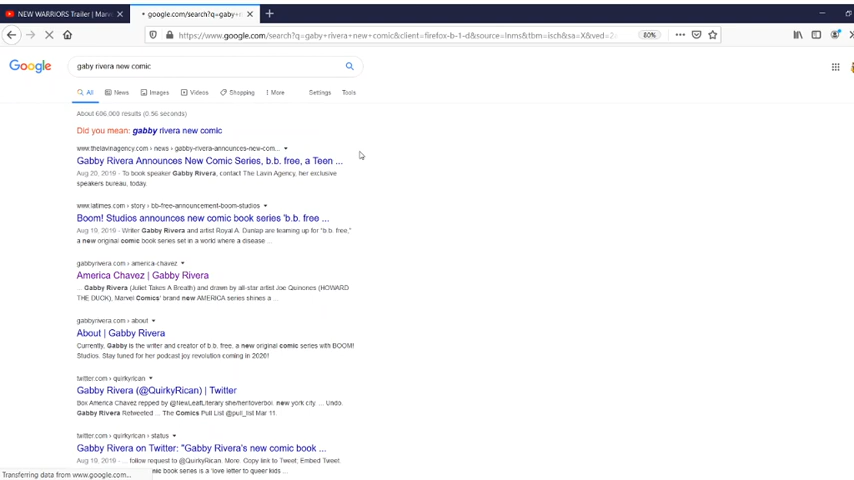 NEW WARRIORS Trailer | Marv
google.com/search?q=gaby+r
https://www.google.com/search?q=gaby+rivera+new+comic&client=firefox-b-1-d&source=lnms&tbm=isch&sa=X&ved=2
80%
Google
gaby rivera new comic
All News Images Videos Shopping More Settings Tools
About 606,000 results (0.56 seconds)
Did you mean: gabby rivera new comic
www.thelavinagency.com › news › gabby-rivera-announces-new-com...
Gabby Rivera Announces New Comic Series, b.b. free, a Teen ...
Aug 20, 2019 - To book speaker Gabby Rivera, contact The Lavin Agency, her exclusive
speakers bureau, today.
www.latimes.com › story › bb-free-announcement-boom-studios
Boom! Studios announces new comic book series 'b.b. free ...
Aug 19, 2019 - Writer Gabby Rivera and artist Royal A. Dunlap are teaming up for "b.b. free,"
a new original comic book series set in a world where a disease ...
gabbyrivera.com › america-chavez
America Chavez | Gabby Rivera
... Gabby Rivera (Juliet Takes A Breath) and drawn by all-star artist Joe Quinones (HOWARD
THE DUCK), Marvel Comics' brand new AMERICA series shines a ...
gabbyrivera.com › about
About | Gabby Rivera
Currently, Gabby is the writer and creator of b.b. free, a new original comic series with BOOM!
Studios. Stay tuned for her podcast joy revolution coming in 2026!
twitter.com › quirkyrican
Gabby Rivera (@QuirkyRican) | Twitter
Box America Chavez repped by @NewLeafLiterary she/her/toverboi. new york city. ... Undo.
Gabby Rivera Retweeted ... The Comics Pull List @pull_list Mar 11.
twitter.com › quirkyrican › status
Gabby Rivera on Twitter: "Gabby Rivera's new comic book ...
Aug 19, 2019 - ... follow request to @QuirkyRican. More. Copy link to Tweet, Embed Tweet.
Transferring data from www.google.com...
mic book series is a 'love letter to queer kids ...